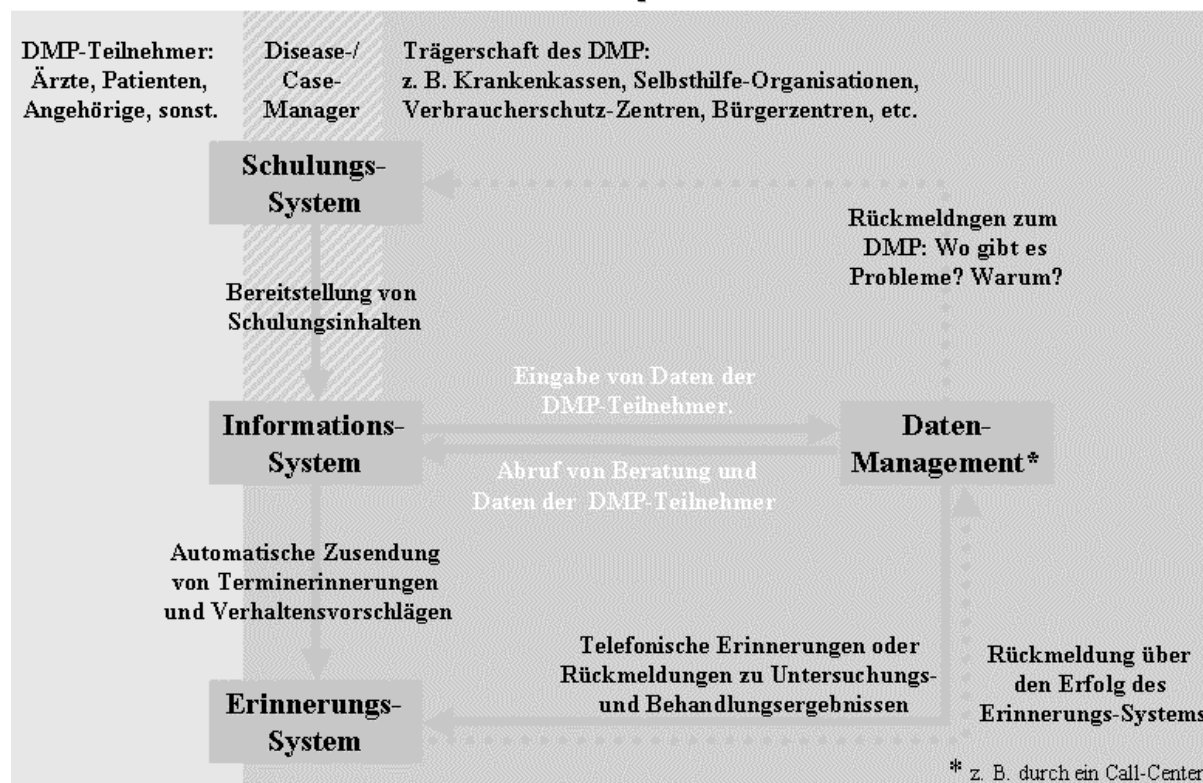 DMP-Teilnehmer:
Ärzte, Patienten,
Angehörige, sonst.
Disease-/
Case-
Manager
Trägerschaft des DMP:
z. B. Krankenkassen, Selbsthilfe-Organisationen,
Verbraucherschutz-Zentren, Bürgerzentren, etc.
Schulungs-
System
Rückmeldngen zum
DMP: Wo gibt es
Probleme? Warum?
Bereitstellung von
Schulungsinhalten
Eingabe von Daten der
DMP-Teilnehmer.
Informations-
System
Daten-
Management*
Abruf von Beratung und
Daten der DMP-Teilnehmer
Automatische Zusendung
von Terminerinnerungen
und Verhaltensvorschlägen
Telefonische Erinnerungen oder
Rückmeldungen zu Untersuchungs-
und Behandlungsergebnissen
Rückmeldung über
den Erfolg des
Erinnerungs-Systems
Erinnerungs-
System
* z. B. durch ein Call-Center